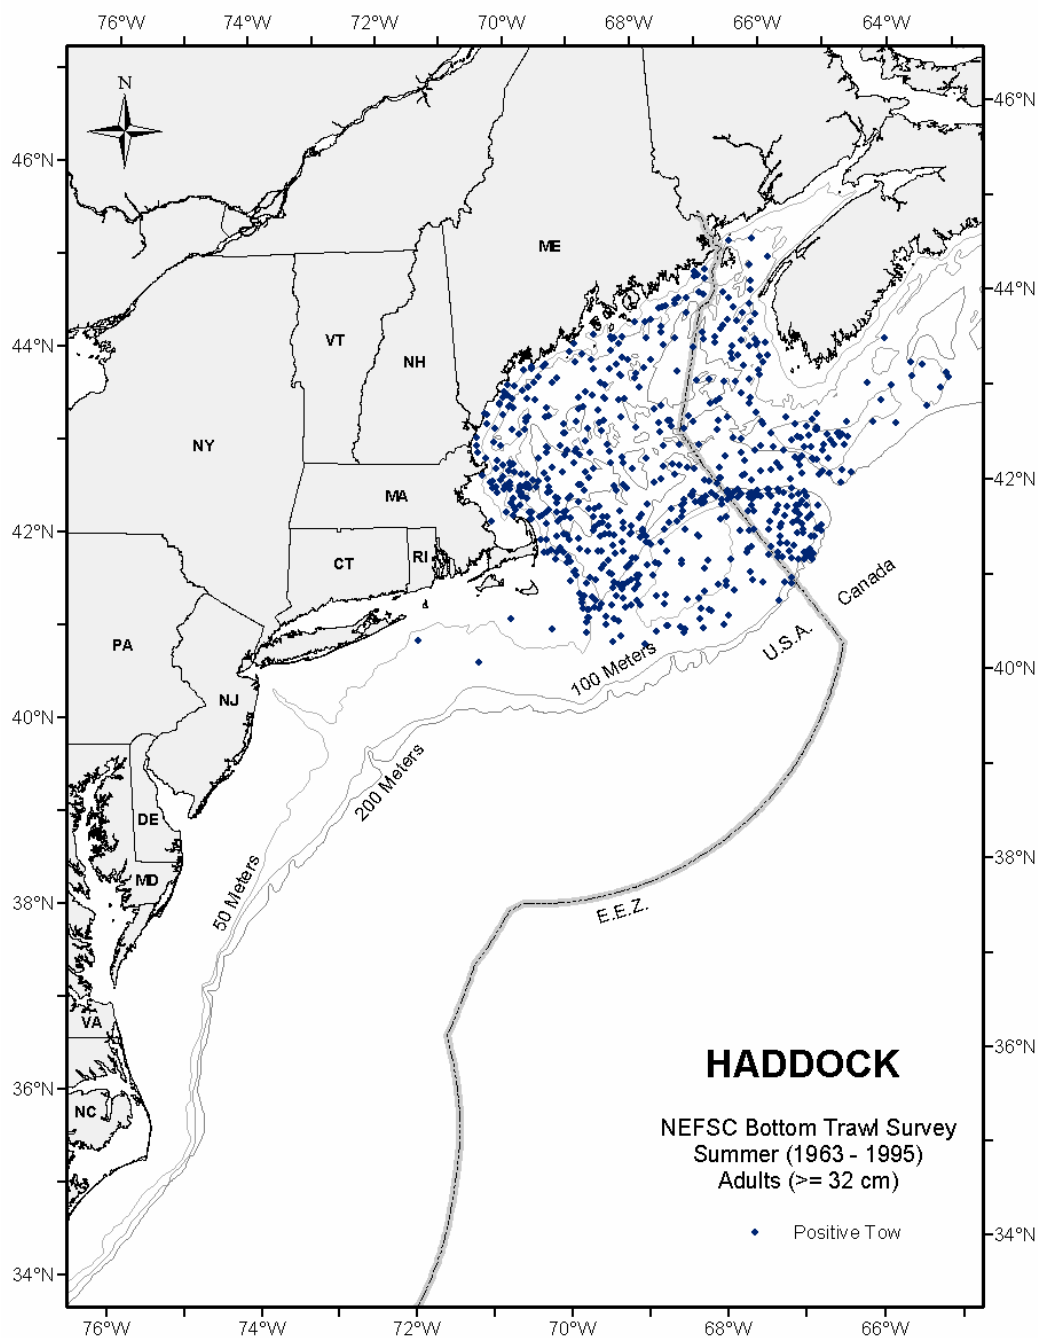 76°W 74°W 72°W 70°W 68°W 66°W 64°W
N
46°N
46°N
ME
44°N
VT
44°N
NH
NY
42°N
MA
42°N
CT
RI
Canada
PA
U.S.A.
40°N
100 Meters
NJ
40°N
200 Meters
DE
38°N
MD
50 Meters
38°N
E.E.Z.
VA
36°N
HADDOCK
36°N
NC
NEFSC Bottom Trawl Survey
Summer (1963 - 1995)
Adults (>= 32 cm)
Positive Tow
34°N
34°N
76°W 74°W 72°W 70°W 68°W 66°W